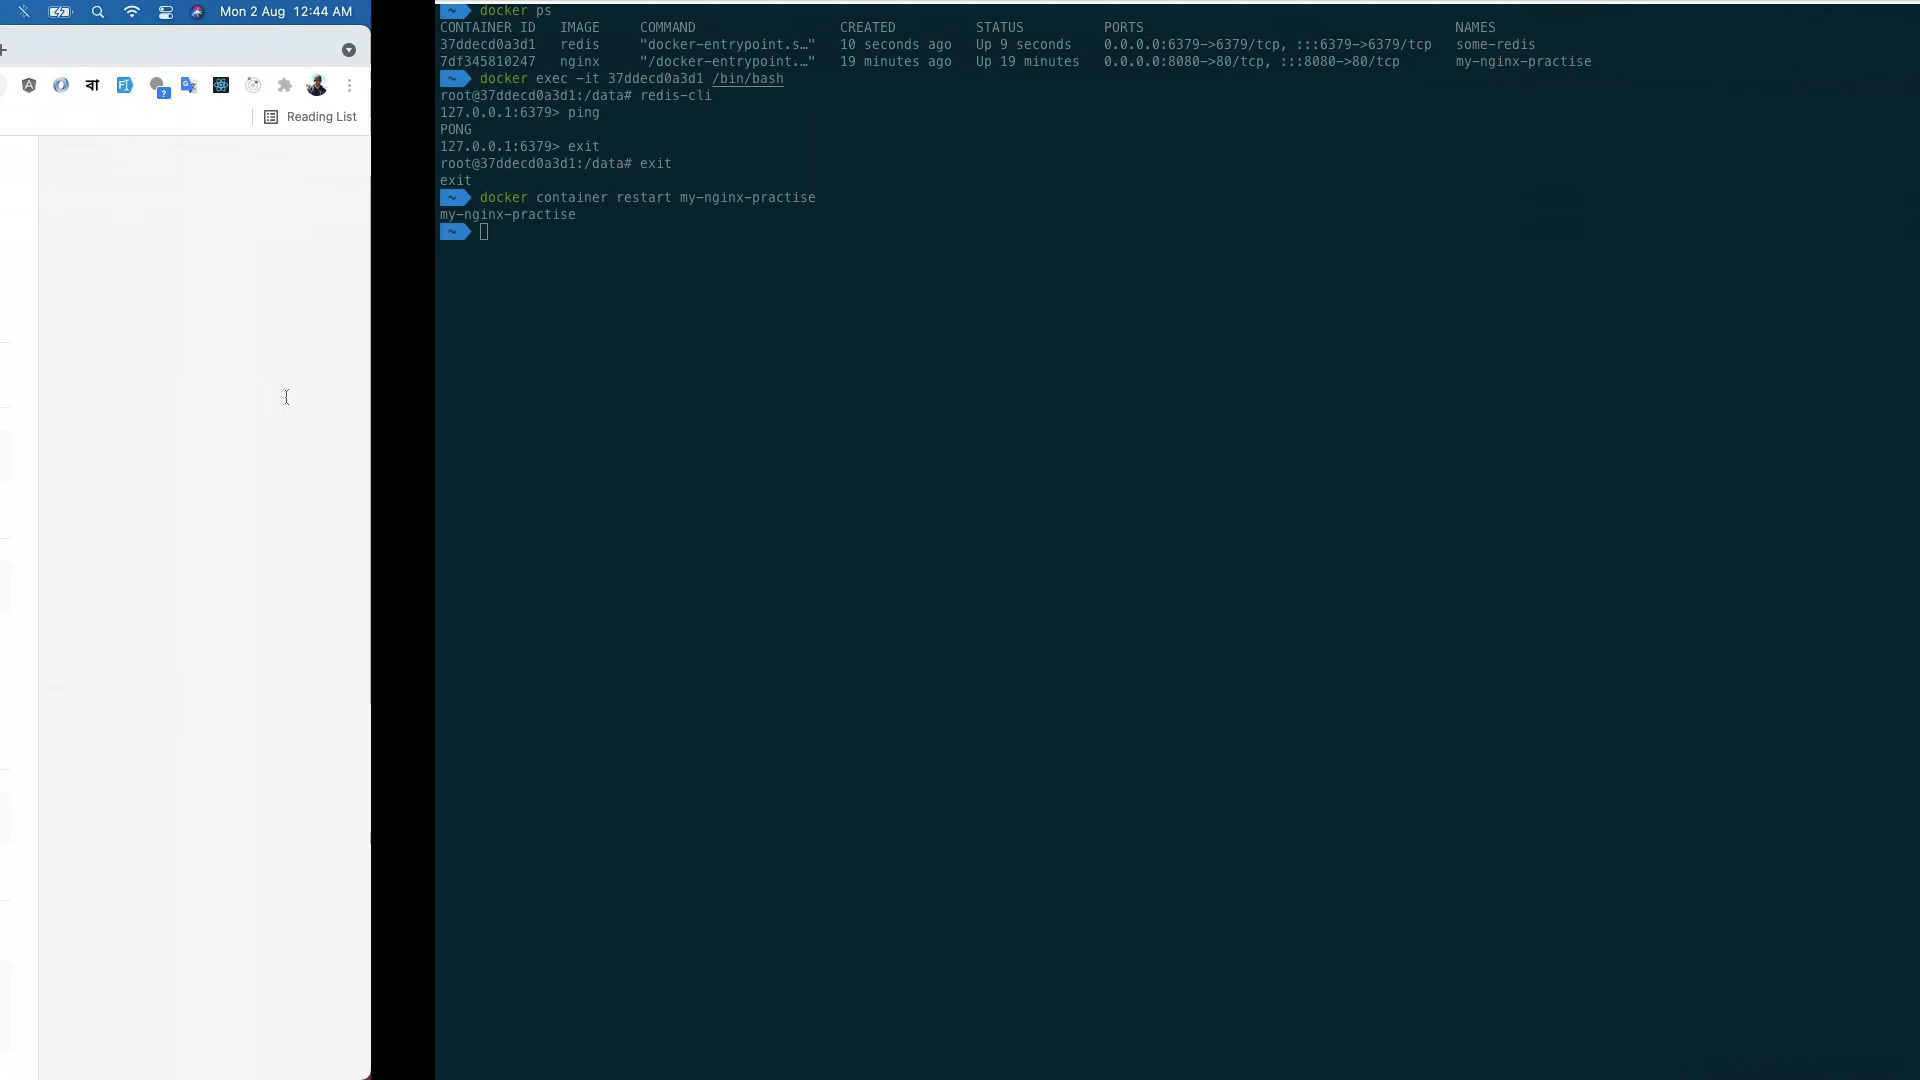 Mon 2 Aug 12:44 AM
বা
Reading List
~ docker ps
CONTAINER ID IMAGE COMMAND CREATED STATUS PORTS NAMES
37ddecd0a3d1 redis "docker-entrypoint.s…" 10 seconds ago Up 9 seconds 0.0.0.0:6379->6379/tcp, :::6379->6379/tcp some-redis
7df345810247 nginx "/docker-entrypoint.…" 19 minutes ago Up 19 minutes 0.0.0.0:8080->80/tcp, :::8080->80/tcp my-nginx-practise
~ docker exec -it 37ddecd0a3d1 /bin/bash
root@37ddecd0a3d1:/data# redis-cli
127.0.0.1:6379> ping
PONG
127.0.0.1:6379> exit
root@37ddecd0a3d1:/data# exit
exit
~ docker container restart my-nginx-practise
my-nginx-practise
~